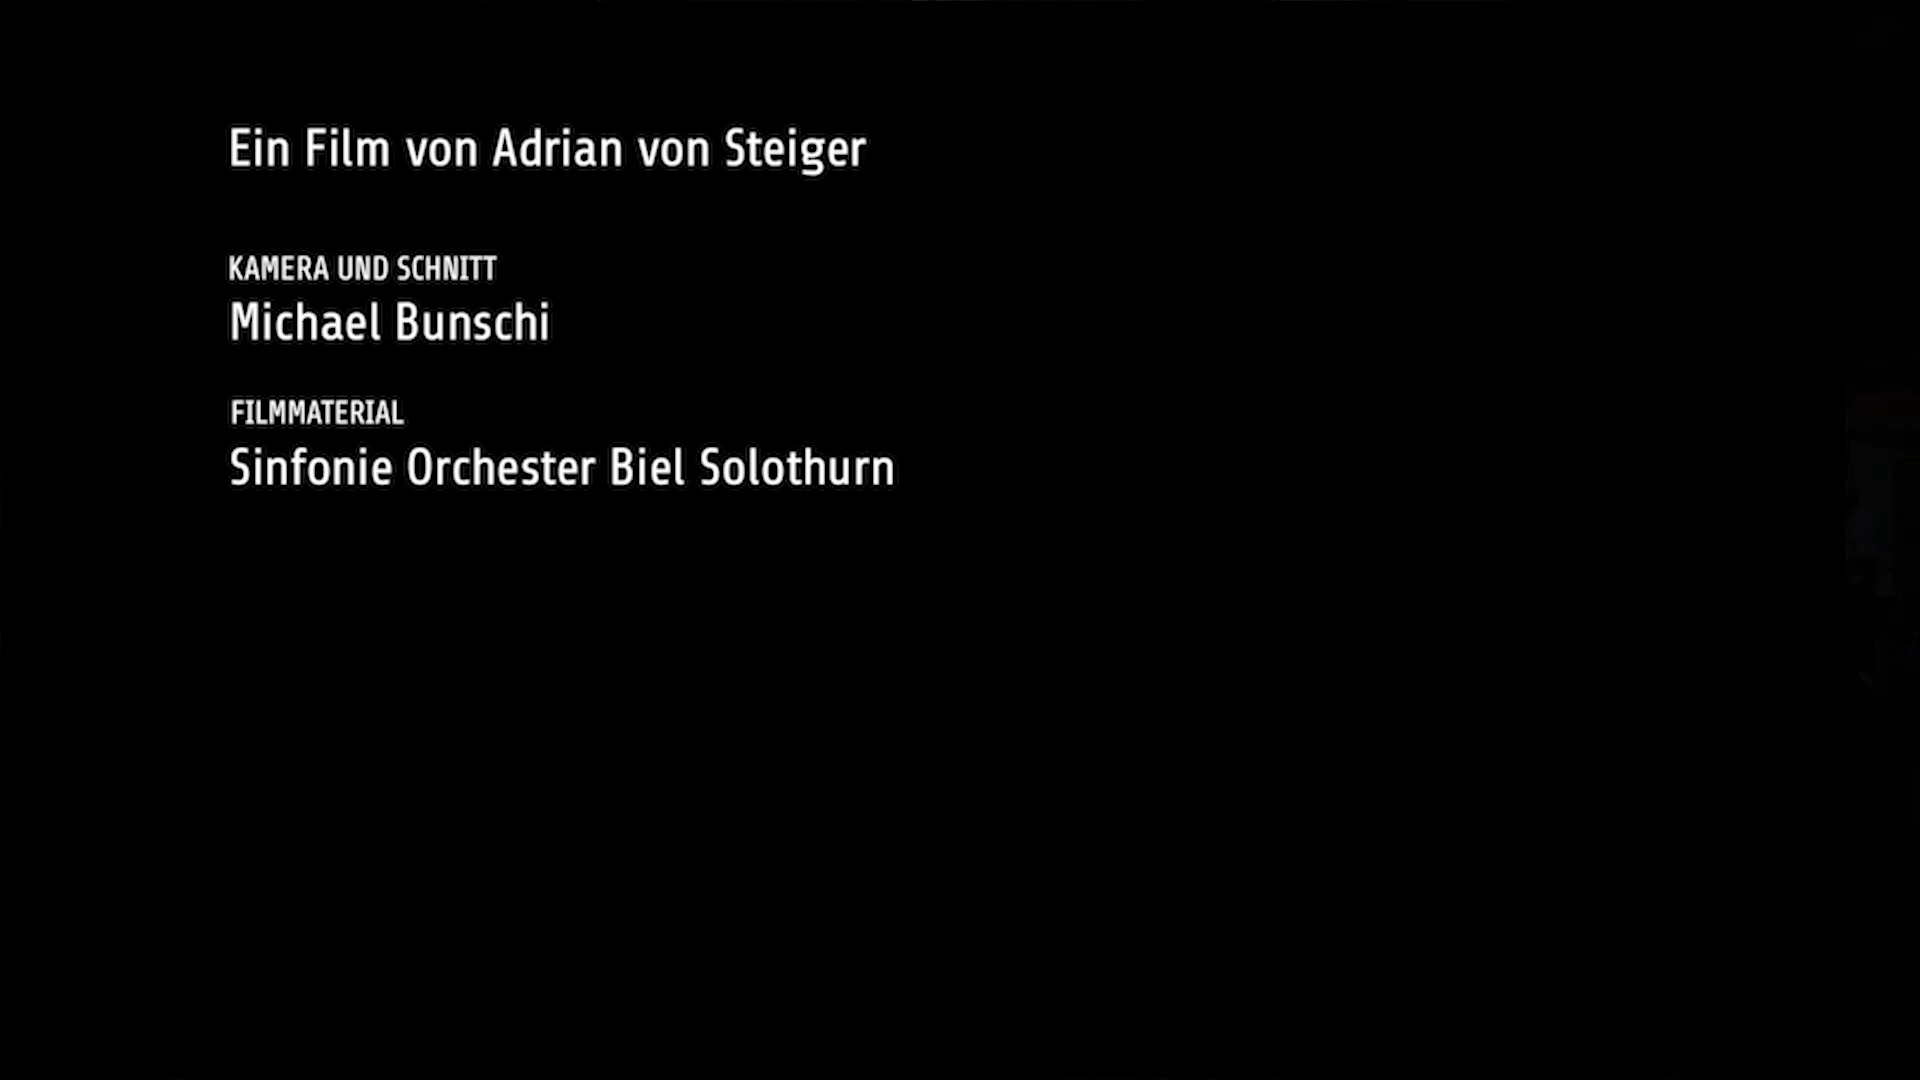 Ein Film von Adrian von Steiger
KAMERA UND SCHNITT
Michael Bunschi
FILMMATERIAL
Sinfonie Orchester Biel Solothurn